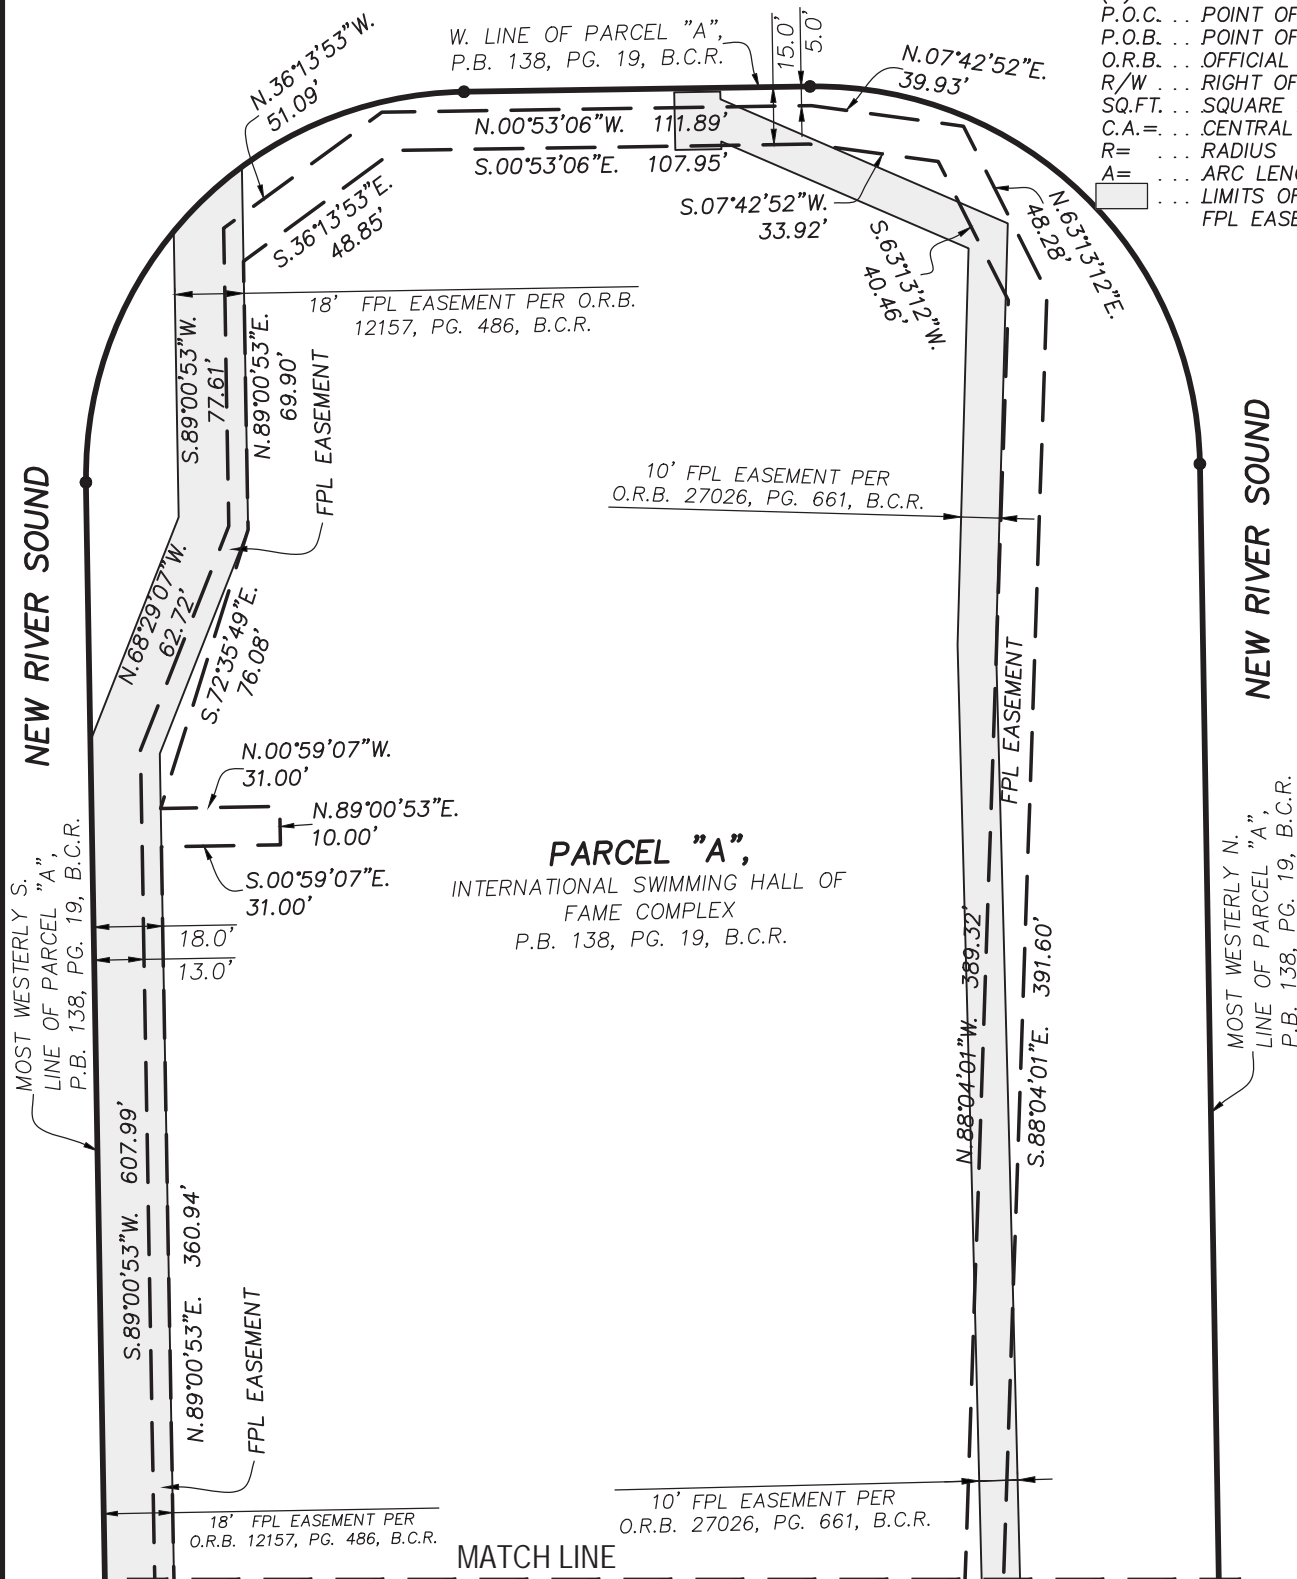 P.O.C. . . . POINT OF
P.O.B. . . . POINT OF
O.R.B. . . . OFFICIAL
R/W . . . RIGHT OF
SQ.FT. . . . SQUARE
C.A.= . . . CENTRAL
R= . . . RADIUS
A= . . . ARC
. . . LIMITS OF
FPL
W. LINE OF PARCEL "A",
P.B. 138, PG. 19, B.C.R.
15.0'
5.0'
N.07°42'52"E.
39.93'
N.36°13'53"W.
51.09'
N.00°53'06"W. 111.89'
S.00°53'06"E. 107.95'
S.36°13'53"E.
48.85'
S.07°42'52"W.
33.92'
N.63°13'12"E.
48.28'
S.63°13'12"W.
40.46'
18' FPL EASEMENT PER O.R.B.
12157, PG. 486, B.C.R.
S.89°00'53"W.
77.61'
N.89°00'53"E.
69.90'
FPL EASEMENT
10' FPL EASEMENT PER
O.R.B. 27026, PG. 661, B.C.R.
NEW RIVER SOUND
NEW RIVER SOUND
N.68°29'07"W.
62.72'
S.72°35'49"E.
76.08'
FPL EASEMENT
N.00°59'07"W.
31.00'
N.89°00'53"E.
10.00'
S.00°59'07"E.
31.00'
PARCEL "A",
INTERNATIONAL SWIMMING HALL OF
FAME COMPLEX
P.B. 138, PG. 19, B.C.R.
18.0'
13.0'
MOST WESTERLY S.
LINE OF PARCEL "A",
P.B. 138, PG. 19, B.C.R.
MOST WESTERLY N.
LINE OF PARCEL "A",
P.B. 138, PG. 19, B.C.R.
N.88°04'01"W. 389.32'
S.88°04'01"E. 391.60'
S.89°00'53"W. 607.99'
N.89°00'53"E. 360.94'
FPL EASEMENT
18' FPL EASEMENT PER
O.R.B. 12157, PG. 486, B.C.R.
10' FPL EASEMENT PER
O.R.B. 27026, PG. 661, B.C.R.
MATCH LINE